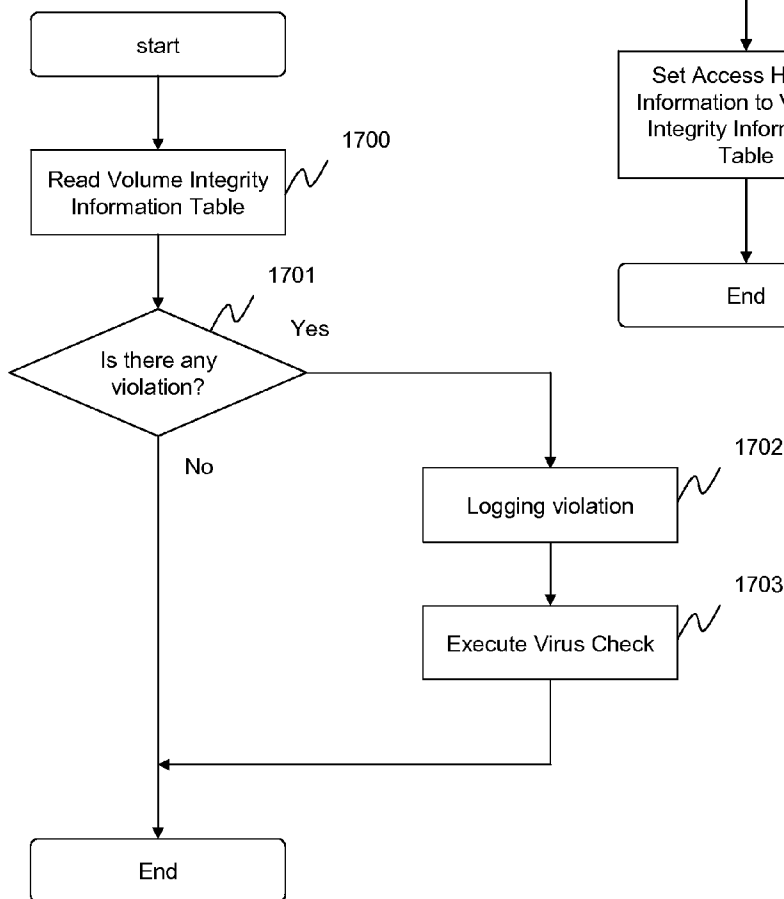 start
1700
Read Volume Integrity
Information Table
1701
Is there any
violation?
Yes
No
1702
Logging violation
1703
Execute Virus Check
End
Set Access
Information to
Integrity
Table
End